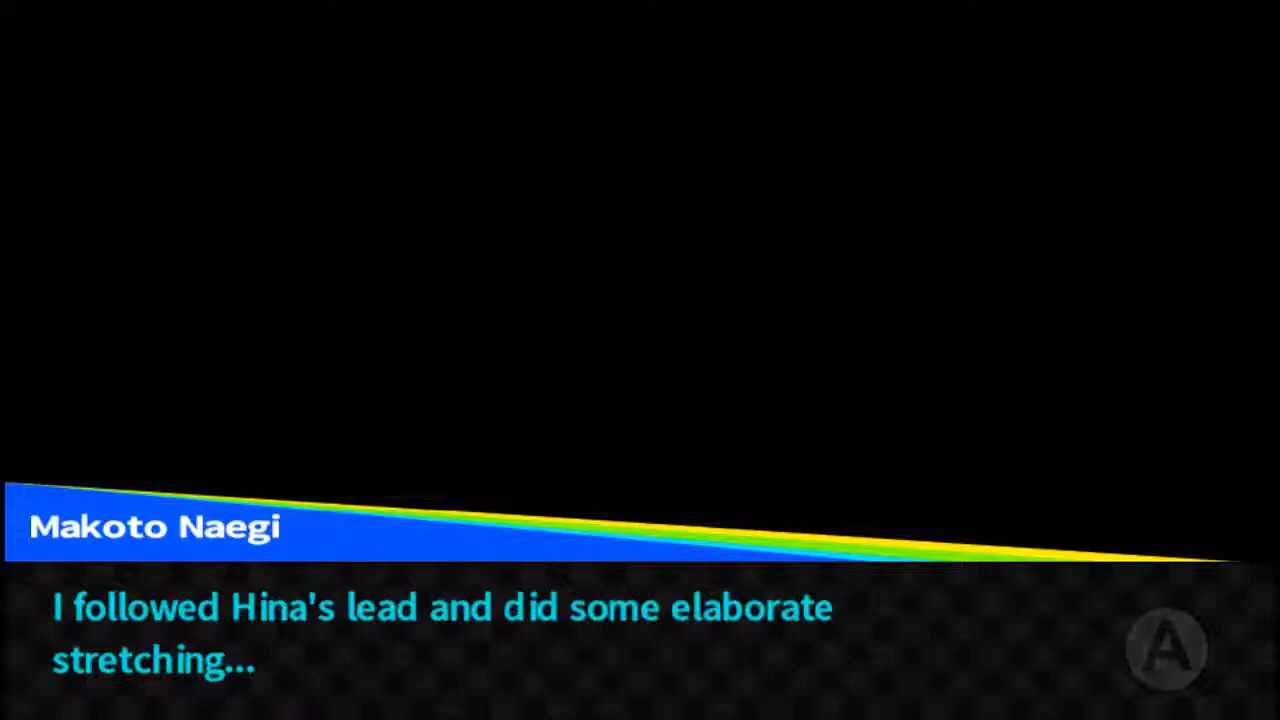 Makoto Naegi
I followed Hina's lead and did some elaborate
stretching...
A